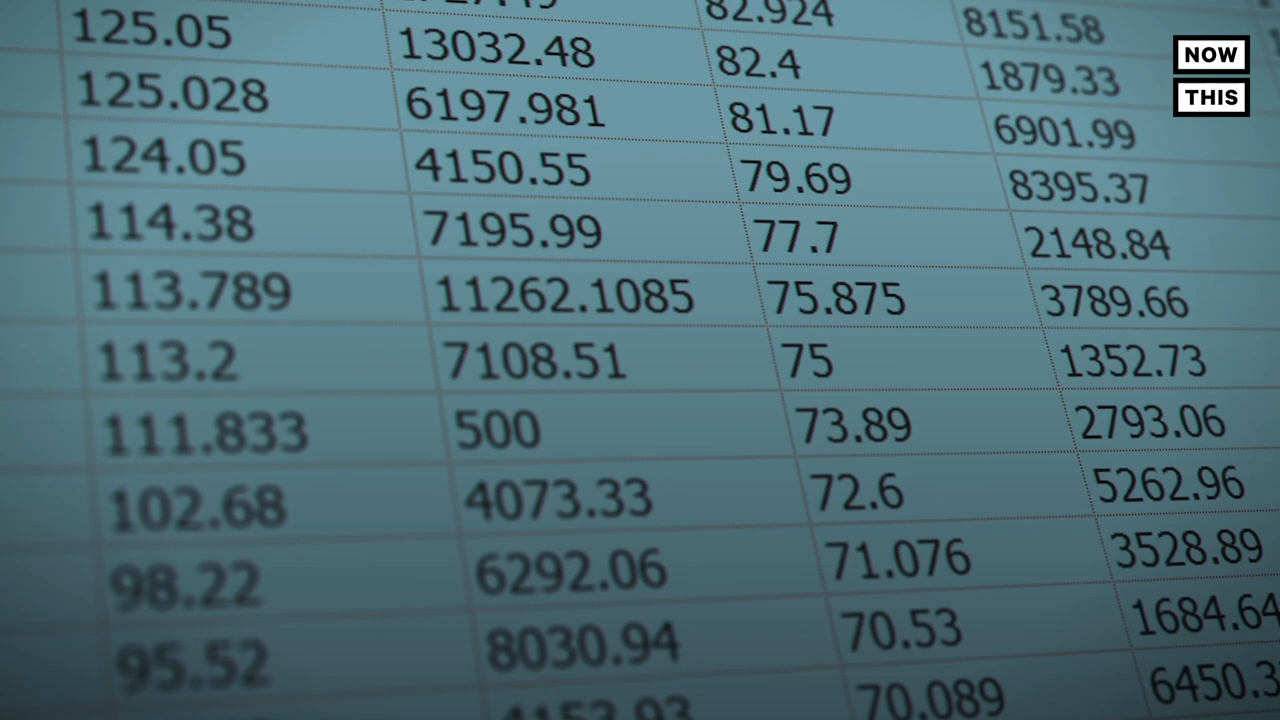 82.924 8151.58
125.05 13032.48 82.4 1879.33
NOW
THIS
125.028 6197.981 81.17 6901.99
124.05 4150.55 79.69 8395.37
114.38 7195.99 77.7 2148.84
113.789 11262.1085 75.875 3789.66
113.2 7108.51 75 1352.73
111.833 500 73.89 2793.06
102.68 4073.33 72.6 5262.96
98.22 6292.06 71.076 3528.89
95.52 8030.94 70.53 1684.64
70.089 6450.3